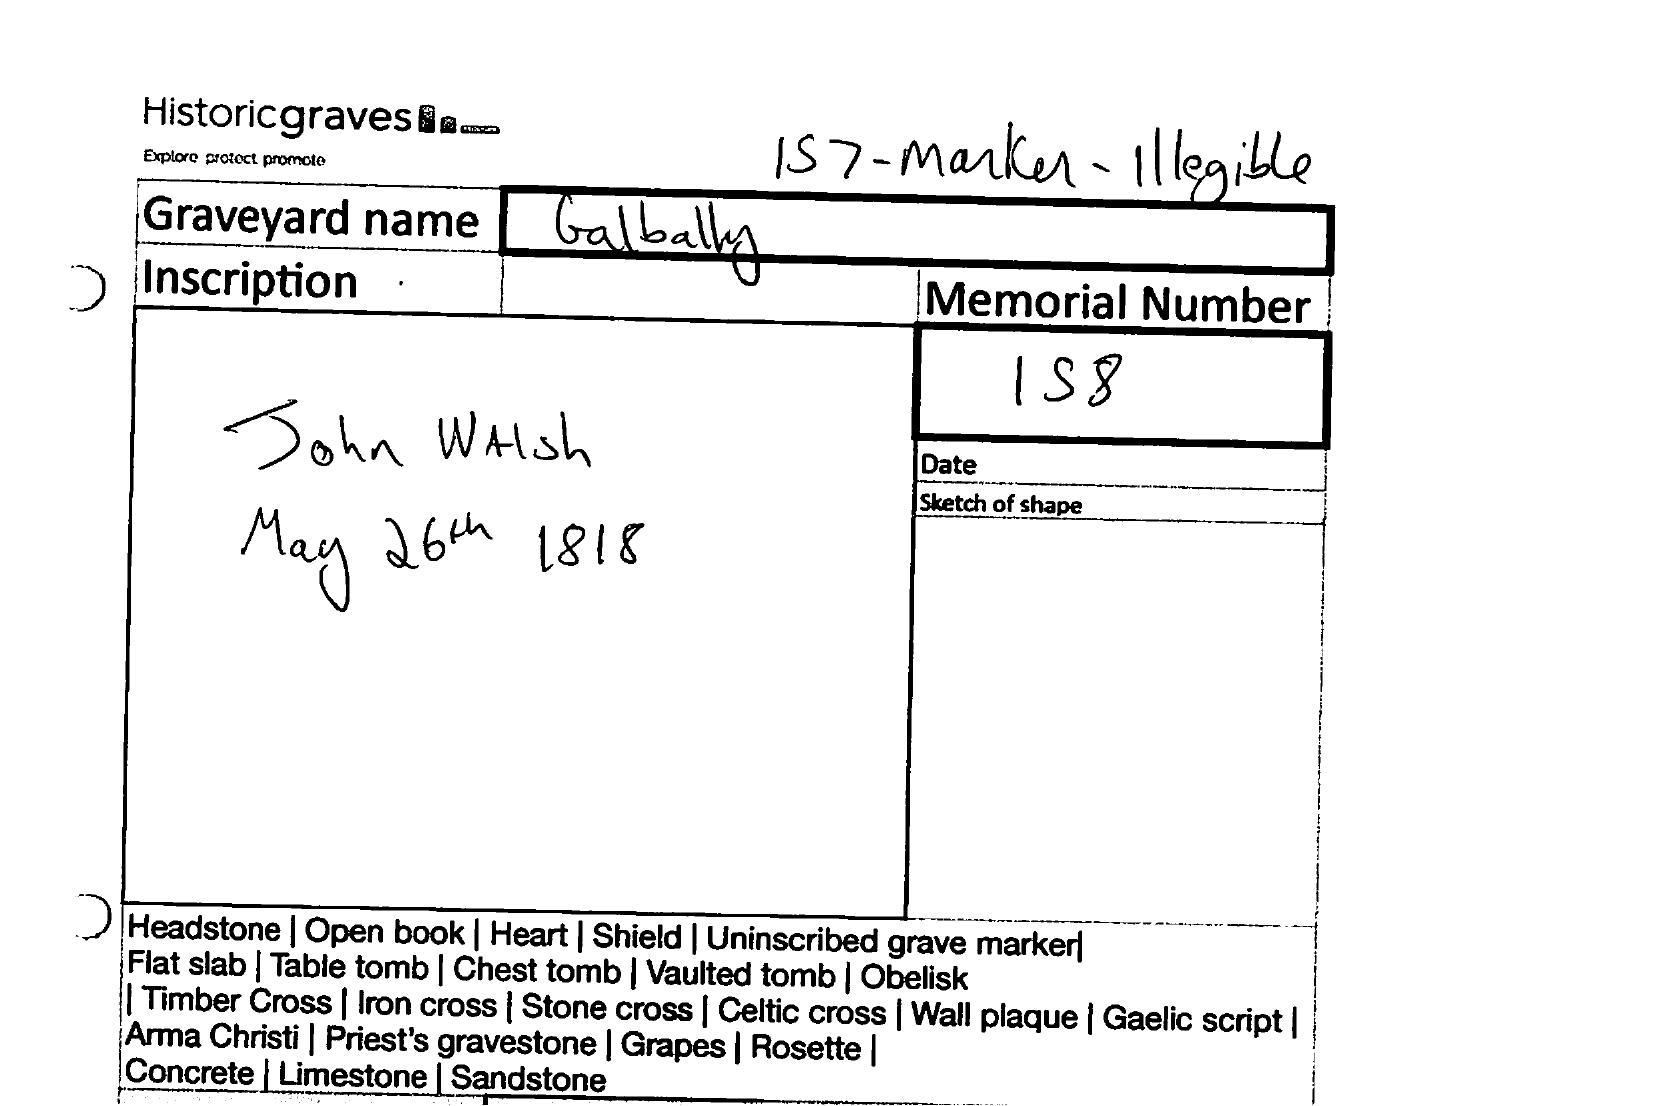 Historicgraves
Explore protect promote
157-Marker-Illegible
Graveyard name Galbally
Inscription
Memorial Number
158
Date
Sketch of shape
John WAlsh
May 26th 1818
Headstone | Open book | Heart | Shield | Uninscribed grave marker|
Flat slab | Table tomb | Chest tomb | Vaulted tomb | Obelisk
| Timber Cross | Iron cross | Stone cross | Celtic cross | Wall plaque | Gaelic script |
Arma Christi | Priest's gravestone | Grapes | Rosette |
Concrete | Limestone | Sandstone